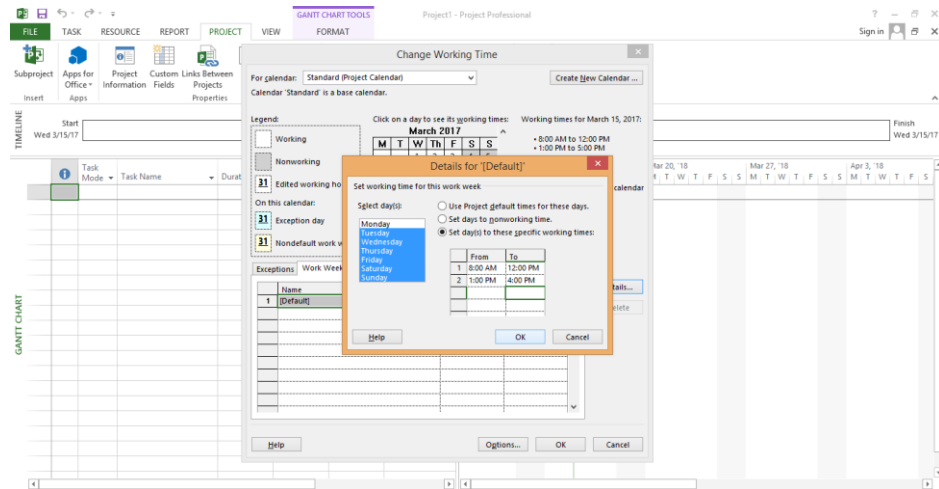 GANTT CHART TOOLS
Project1 - Project Professional
FILE TASK RESOURCE REPORT PROJECT VIEW FORMAT
Sign in
Subproject
Apps for Office
Project Information
Custom Fields
Links Between Projects
Insert Apps Properties
Change Working Time
For calendar: Standard (Project Calendar)
Create New Calendar ...
Calendar 'Standard' is a base calendar.
Legend:
Working
Nonworking
31 Edited working ho
On this calendar:
31 Exception day
31 Nondefault work w
Click on a day to see its working times:
March 2017
M T W Th F S S
Working times for March 15, 2017:
• 8:00 AM to 12:00 PM
• 1:00 PM to 5:00 PM
calendar
TIMELINE
Start
Wed 3/15/17
Finish
Wed 3/15/17
Task Mode Task Name Durat
Mar 20, '18 Mar 27, '18 Apr 3, '18
M T W T F S S M T W T F S S M T W T F S
GANTT CHART
Exceptions Work Week
Name
1 [Default]
tails...
elete
Details for '[Default]'
Set working time for this work week
Select day(s):
Monday
Tuesday
Wednesday
Thursday
Friday
Saturday
Sunday
Use Project default times for these days.
Set days to nonworking time.
Set day(s) to these specific working times:
From To
1 8:00 AM 12:00 PM
2 1:00 PM 4:00 PM
Help OK Cancel
Help Options... OK Cancel